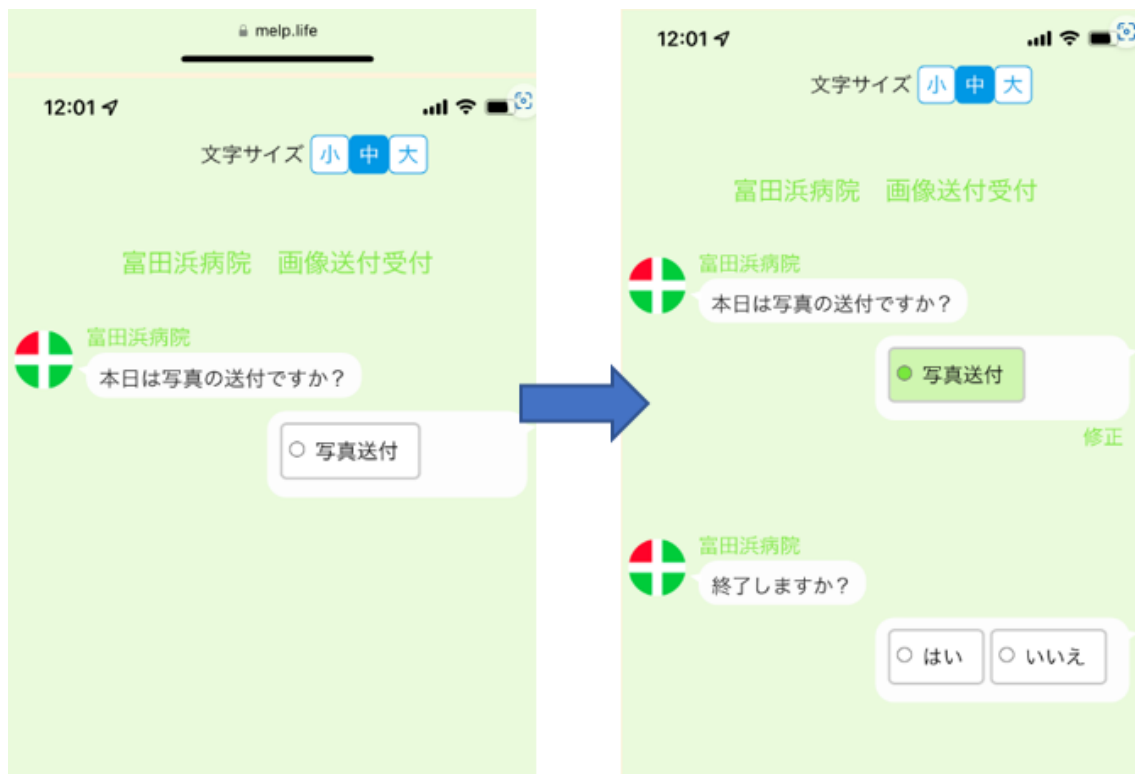 melp.life
12:01
文字サイズ 小 中 大
富田浜病院 画像送付受付
富田浜病院
本日は写真の送付ですか?
写真送付
12:01
文字サイズ 小 中 大
富田浜病院 画像送付受付
富田浜病院
本日は写真の送付ですか?
写真送付
修正
富田浜病院
終了しますか?
はい いいえ